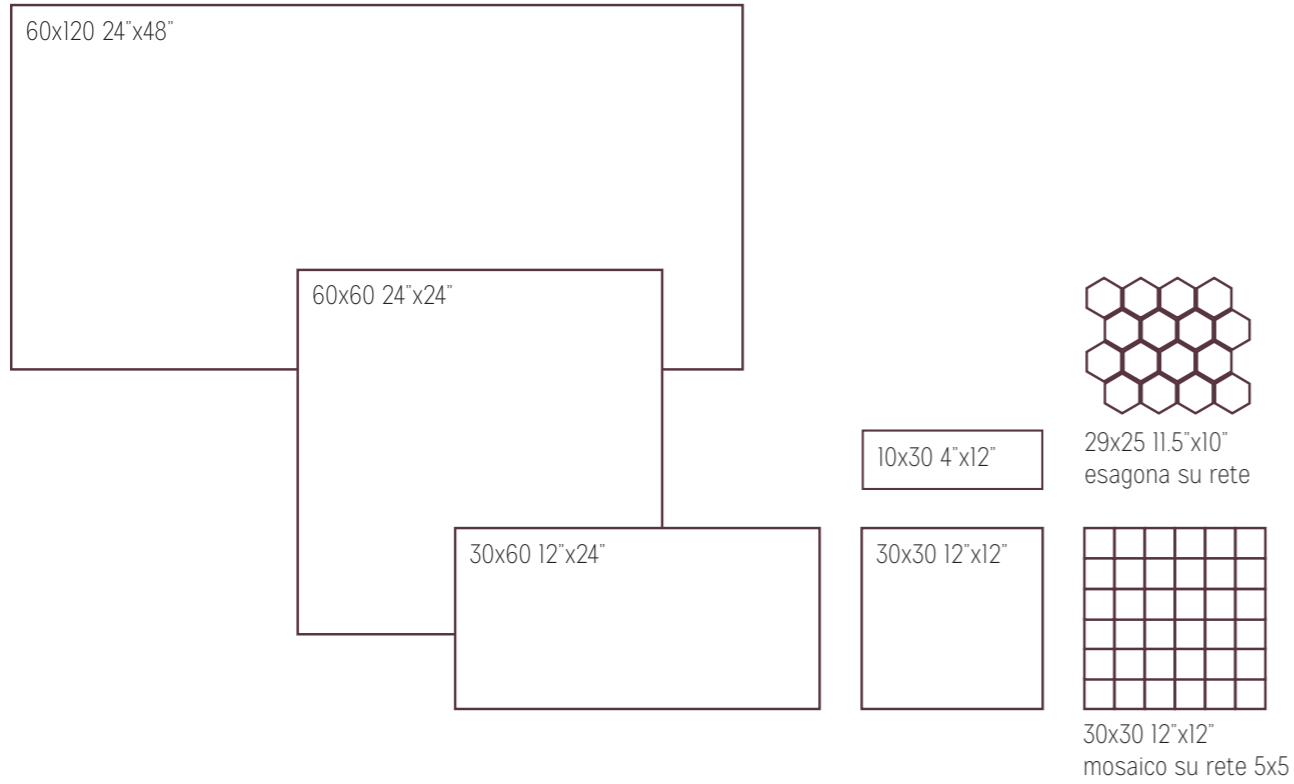 60x120 24"x48"
60x60 24"x24"
10x30 4"x12"
29x25 11.5"x10"
esagona su rete
30x60 12"x24"
30x30 12"x12"
30x30 12"x12"
mosaico su rete 5x5